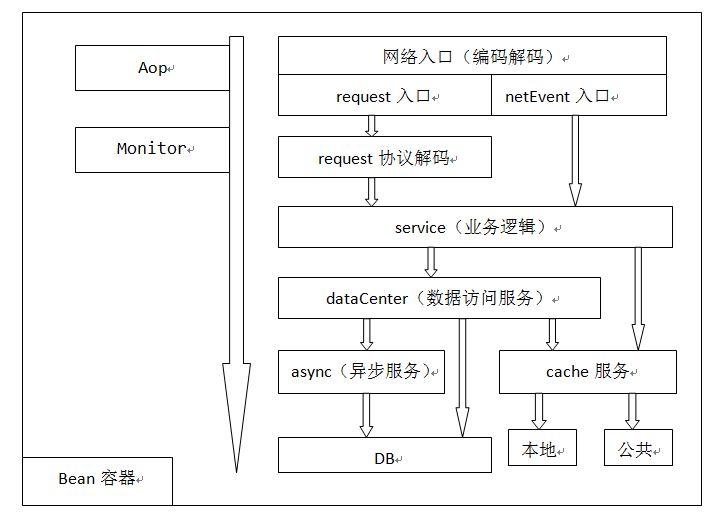 Aop
Monitor
网络入口（编码解码）
request 入口
netEvent 入口
request 协议解码
service（业务逻辑）
dataCenter（数据访问服务）
async（异步服务）
cache 服务
DB
本地
公共
Bean 容器